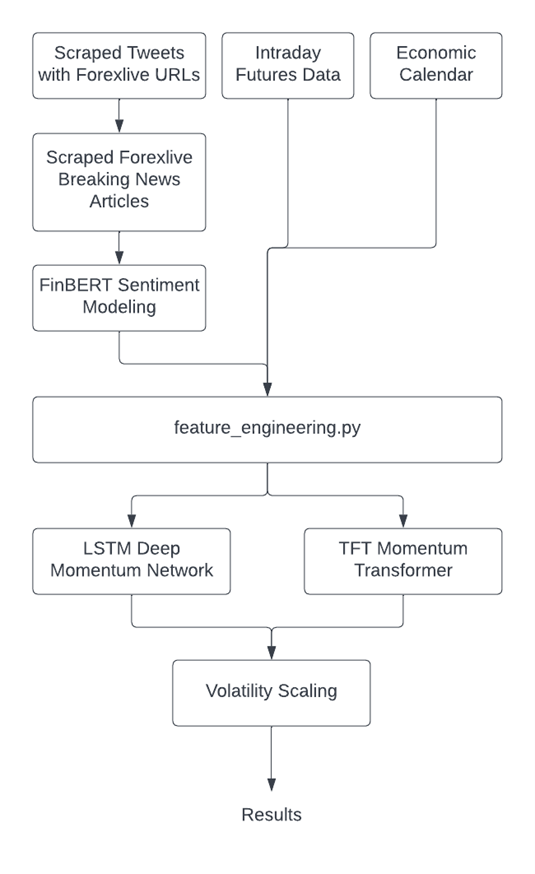 Scraped Tweets
with Forexlive URLs
Intraday
Futures Data
Economic
Calendar
Scraped Forexlive
Breaking News
Articles
FinBERT Sentiment
Modeling
feature_engineering.py
LSTM Deep
Momentum Network
TFT Momentum
Transformer
Volatility Scaling
Results